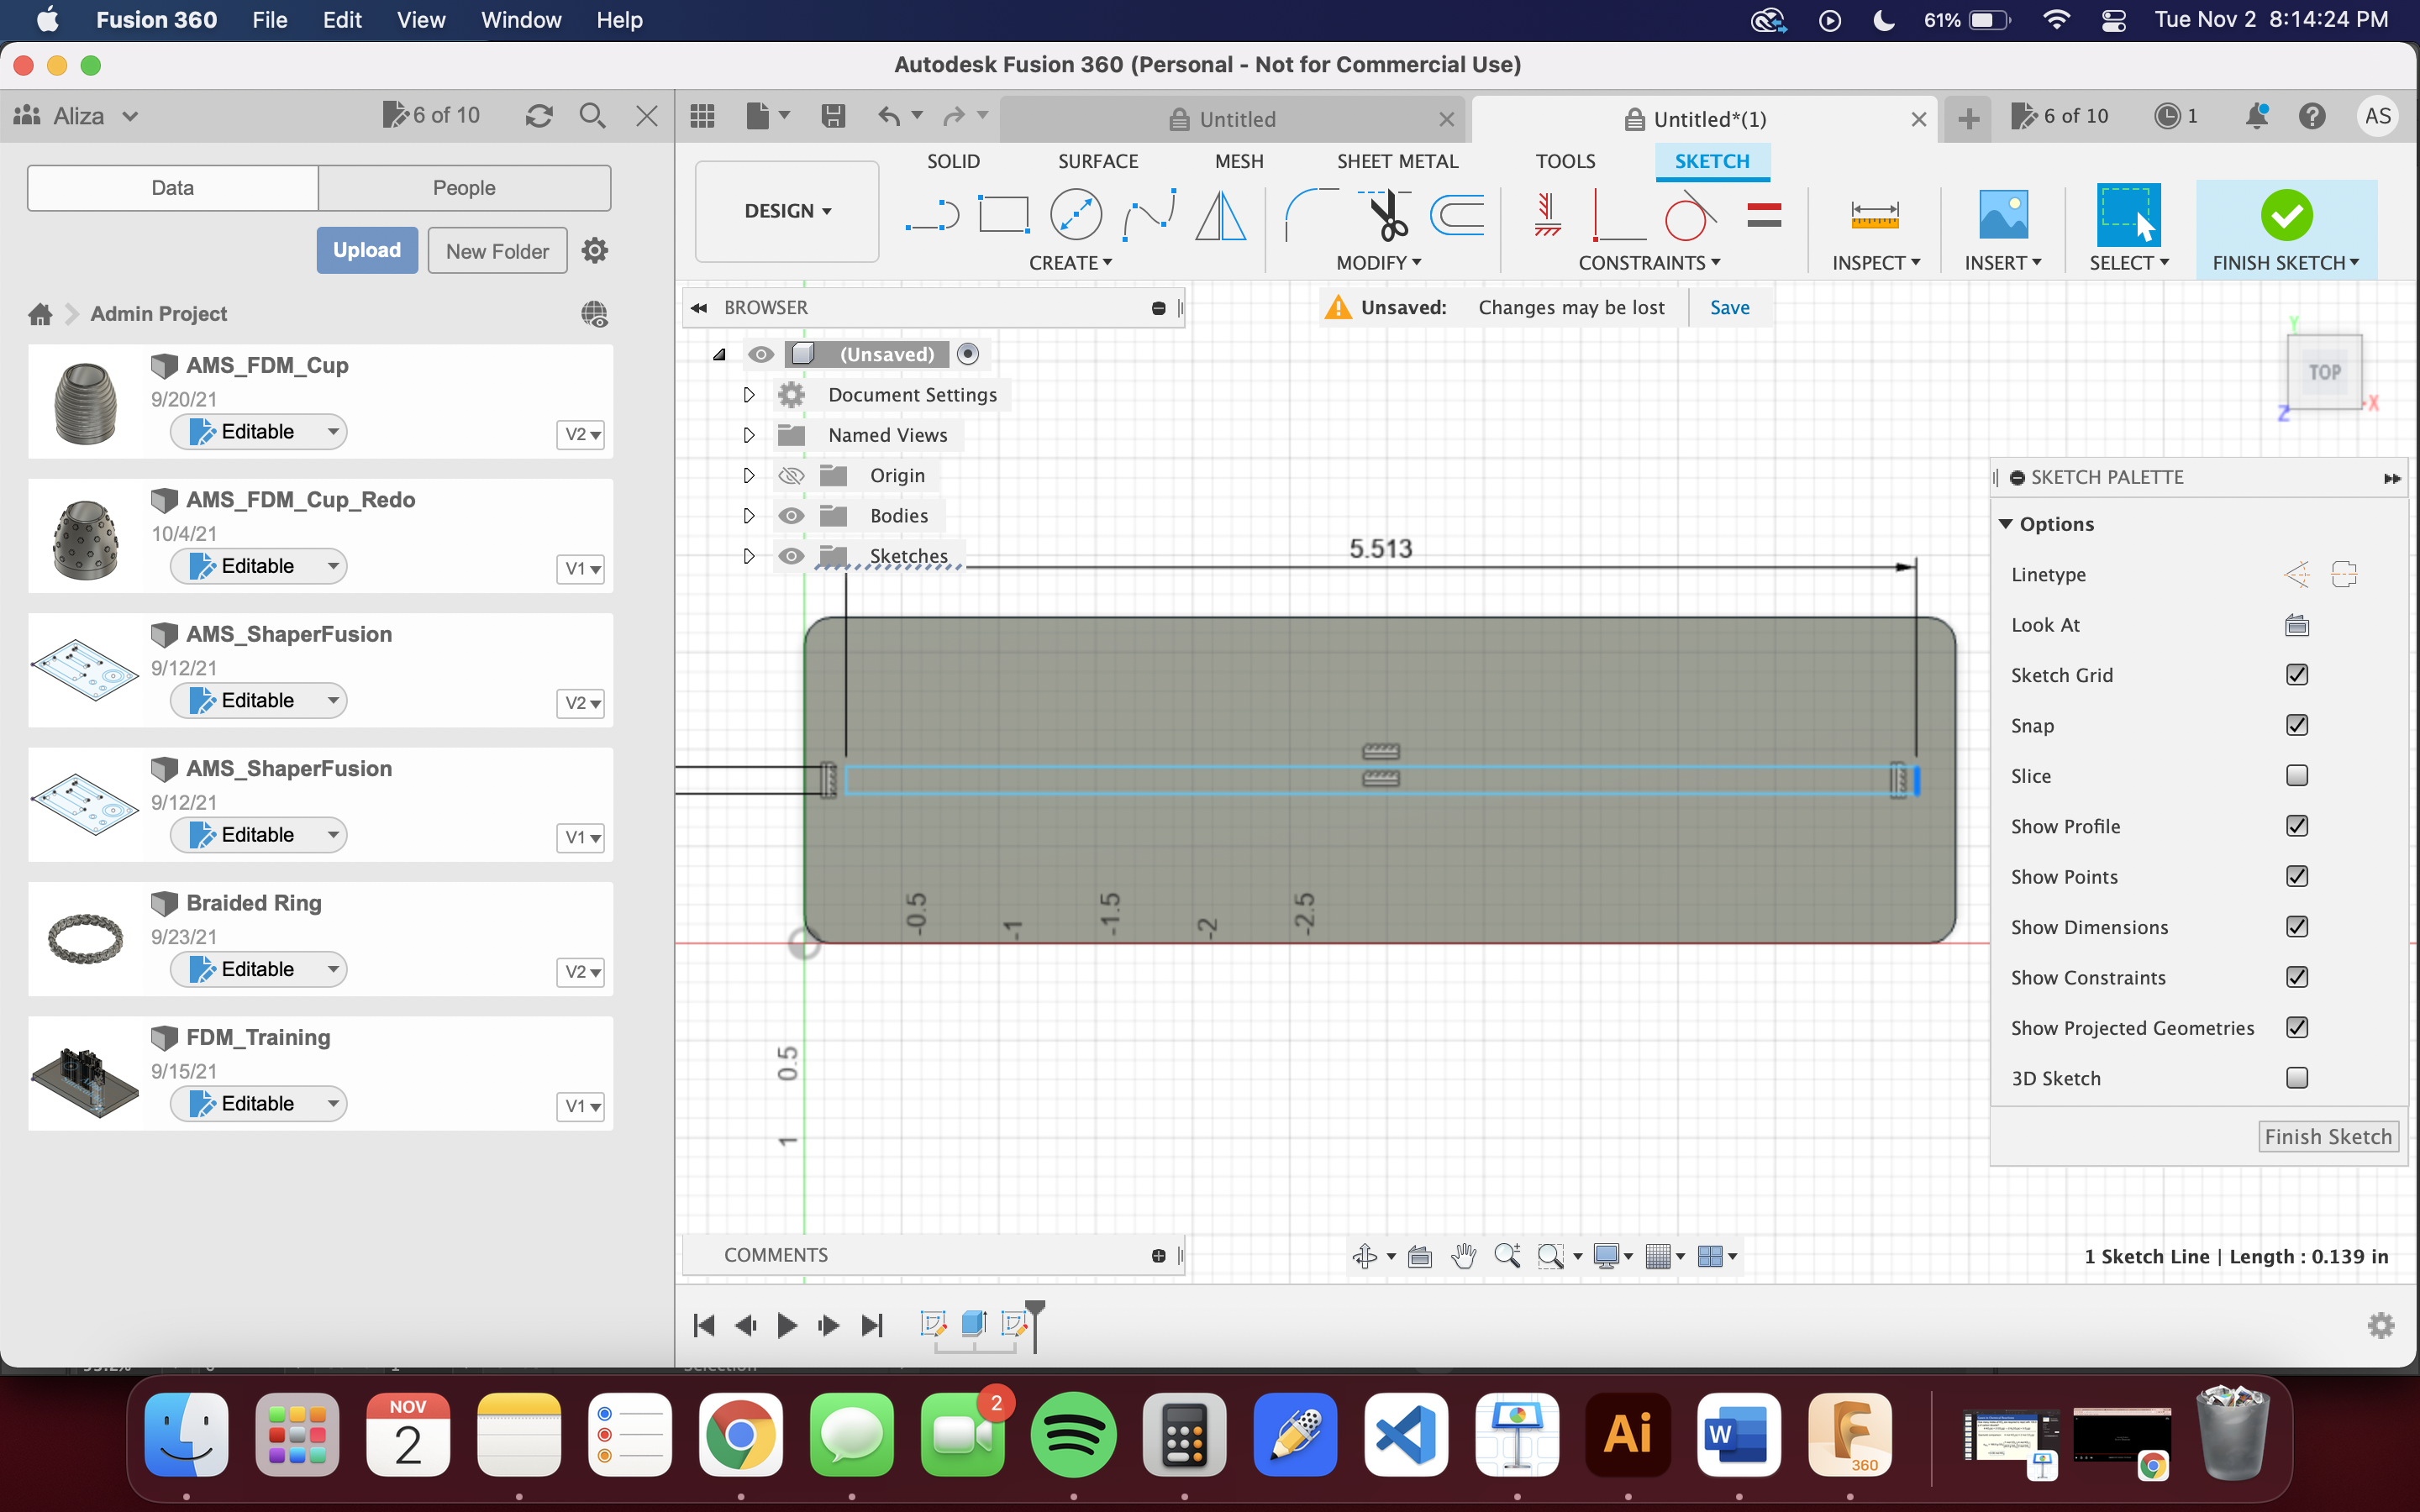 Fusion 360 File Edit View Window Help 61% Tue Nov 2 8:14:24 PM
Autodesk Fusion 360 (Personal - Not for Commercial Use)
Aliza 6 of 10 Untitled Untitled*(1) 6 of 10 1 AS
Data People
Upload New Folder
Admin Project
AMS_FDM_Cup
9/20/21
Editable V2
AMS_FDM_Cup_Redo
10/4/21
Editable V1
AMS_ShaperFusion
9/12/21
Editable V2
AMS_ShaperFusion
9/12/21
Editable V1
Braided Ring
9/23/21
Editable V2
FDM_Training
9/15/21
Editable V1
DESIGN
SOLID SURFACE MESH SHEET METAL TOOLS SKETCH
CREATE MODIFY CONSTRAINTS INSPECT INSERT SELECT FINISH SKETCH
BROWSER
Unsaved: Changes may be lost Save
(Unsaved)
Document Settings
Named Views
Origin
Bodies
Sketches
TOP
Y
X
Z
5.513
-0.5
-1
-1.5
-2
-2.5
0.5
1
SKETCH PALETTE
Options
Linetype
Look At
Sketch Grid
Snap
Slice
Show Profile
Show Points
Show Dimensions
Show Constraints
Show Projected Geometries
3D Sketch
Finish Sketch
COMMENTS
1 Sketch Line | Length : 0.139 in
NOV
2
2
Ai
W
360